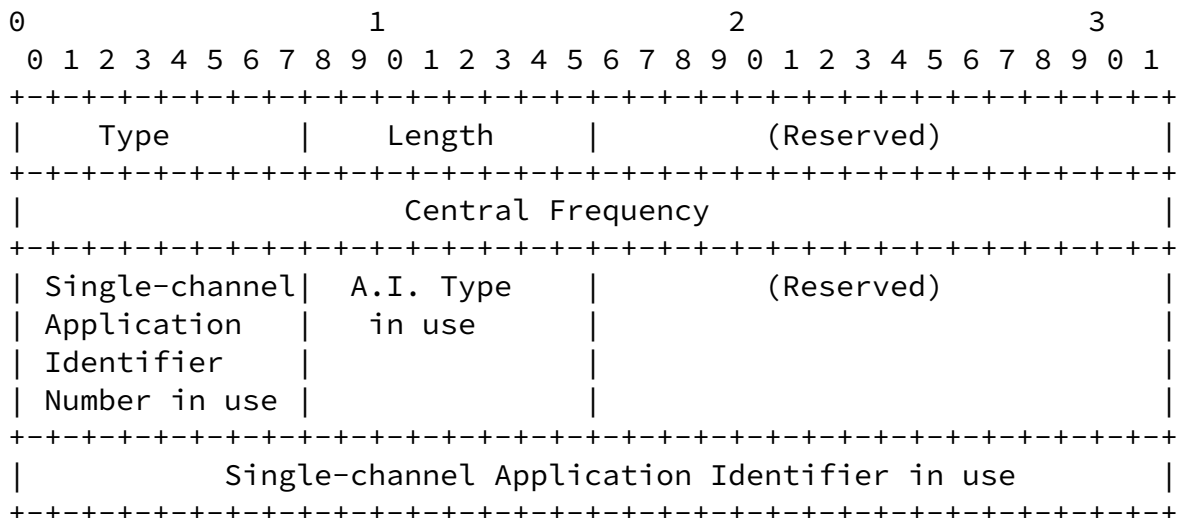 0                   1                   2                   3
 0 1 2 3 4 5 6 7 8 9 0 1 2 3 4 5 6 7 8 9 0 1 2 3 4 5 6 7 8 9 0 1
+-+-+-+-+-+-+-+-+-+-+-+-+-+-+-+-+-+-+-+-+-+-+-+-+-+-+-+-+-+-+-+-+
|    Type       |    Length     |         (Reserved)            |
+-+-+-+-+-+-+-+-+-+-+-+-+-+-+-+-+-+-+-+-+-+-+-+-+-+-+-+-+-+-+-+-+
|                     Central Frequency                         |
+-+-+-+-+-+-+-+-+-+-+-+-+-+-+-+-+-+-+-+-+-+-+-+-+-+-+-+-+-+-+-+-+
| Single-channel|  A.I. Type    |         (Reserved)            |
| Application   |   in use      |                               |
| Identifier    |               |                               |
| Number in use |               |                               |
+-+-+-+-+-+-+-+-+-+-+-+-+-+-+-+-+-+-+-+-+-+-+-+-+-+-+-+-+-+-+-+-+
|           Single-channel Application Identifier in use        |
+-+-+-+-+-+-+-+-+-+-+-+-+-+-+-+-+-+-+-+-+-+-+-+-+-+-+-+-+-+-+-+-+